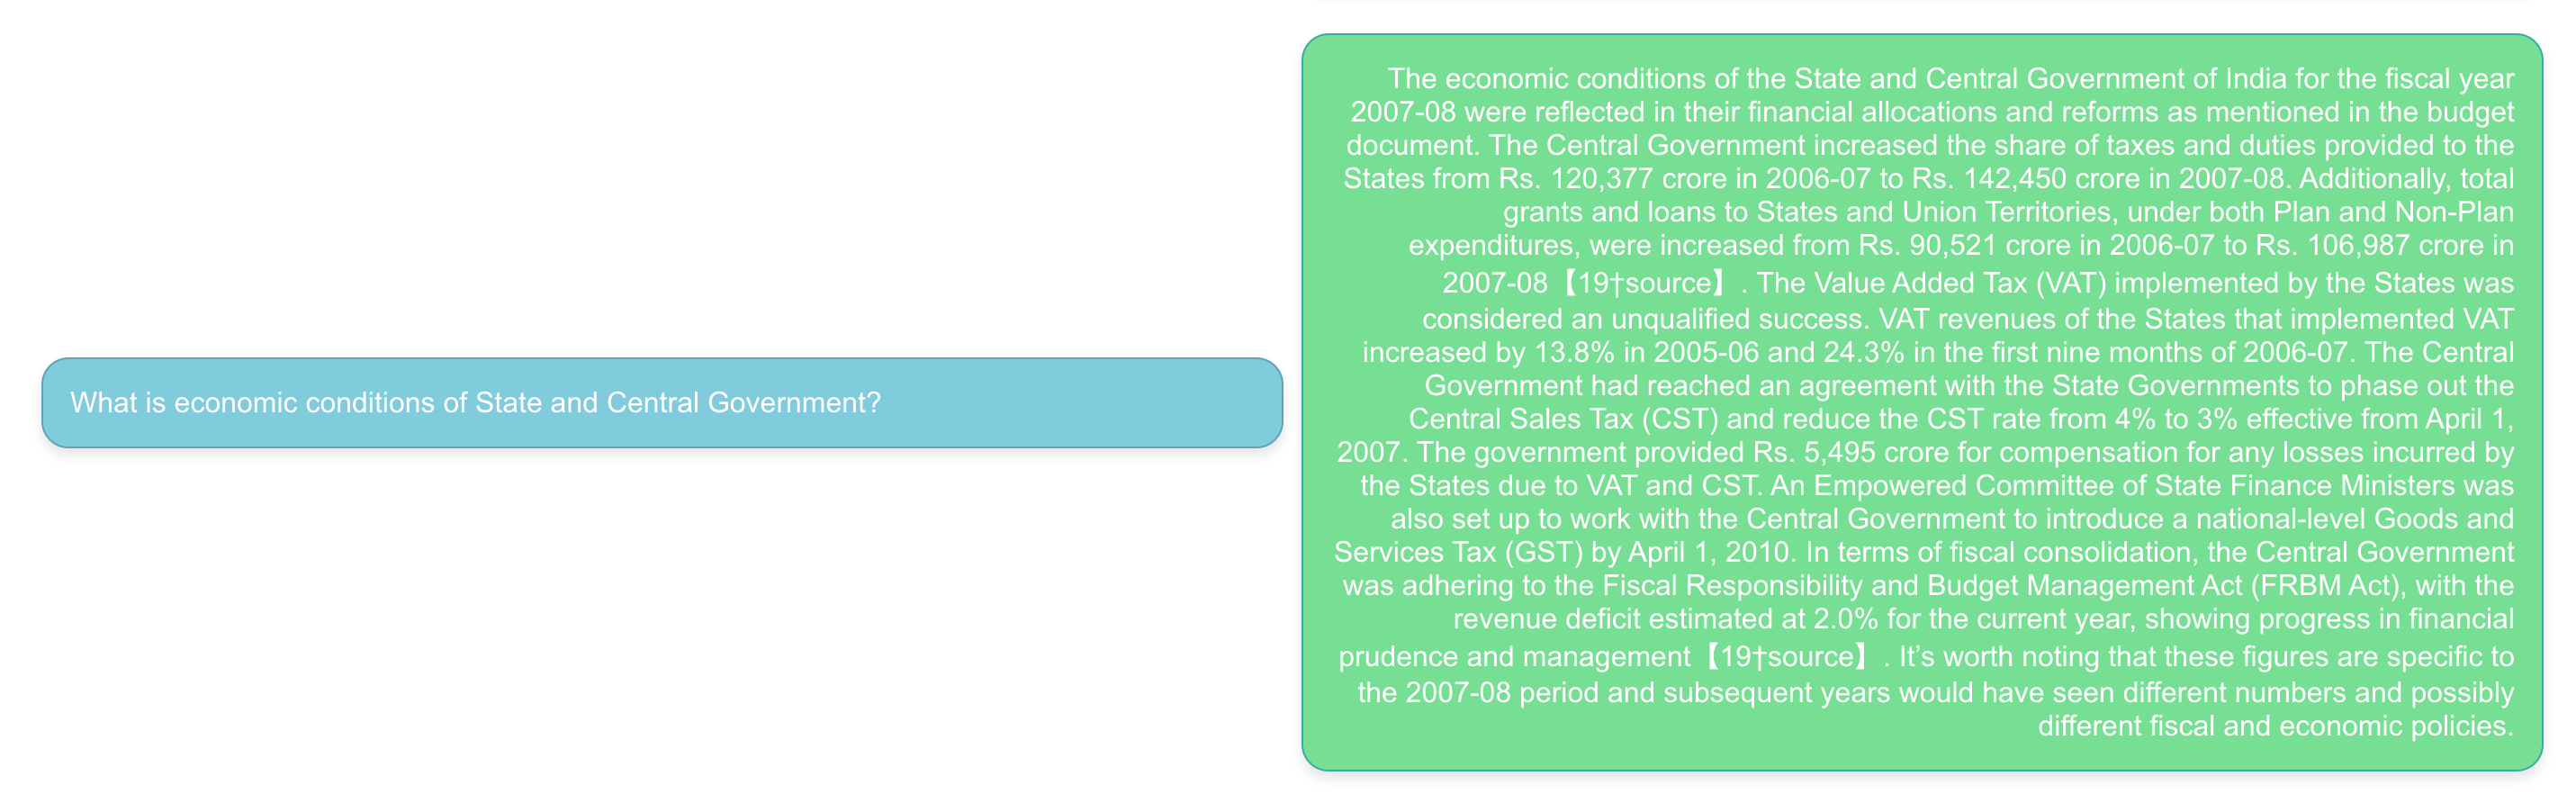 What is economic conditions of State and Central Government?
The economic conditions of the State and Central Government of India for the fiscal year
2007-08 were reflected in their financial allocations and reforms as mentioned in the budget
document. The Central Government increased the share of taxes and duties provided to the
States from Rs. 120,377 crore in 2006-07 to Rs. 142,450 crore in 2007-08. Additionally, total
grants and loans to States and Union Territories, under both Plan and Non-Plan
expenditures, were increased from Rs. 90,521 crore in 2006-07 to Rs. 106,987 crore in
2007-08【19†source】. The Value Added Tax (VAT) implemented by the States was
considered an unqualified success. VAT revenues of the States that implemented VAT
increased by 13.8% in 2005-06 and 24.3% in the first nine months of 2006-07. The Central
Government had reached an agreement with the State Governments to phase out the
Central Sales Tax (CST) and reduce the CST rate from 4% to 3% effective from April 1,
2007. The government provided Rs. 5,495 crore for compensation for any losses incurred by
the States due to VAT and CST. An Empowered Committee of State Finance Ministers was
also set up to work with the Central Government to introduce a national-level Goods and
Services Tax (GST) by April 1, 2010. In terms of fiscal consolidation, the Central Government
was adhering to the Fiscal Responsibility and Budget Management Act (FRBM Act), with the
revenue deficit estimated at 2.0% for the current year, showing progress in financial
prudence and management【19†source】. It’s worth noting that these figures are specific to
the 2007-08 period and subsequent years would have seen different numbers and possibly
different fiscal and economic policies.